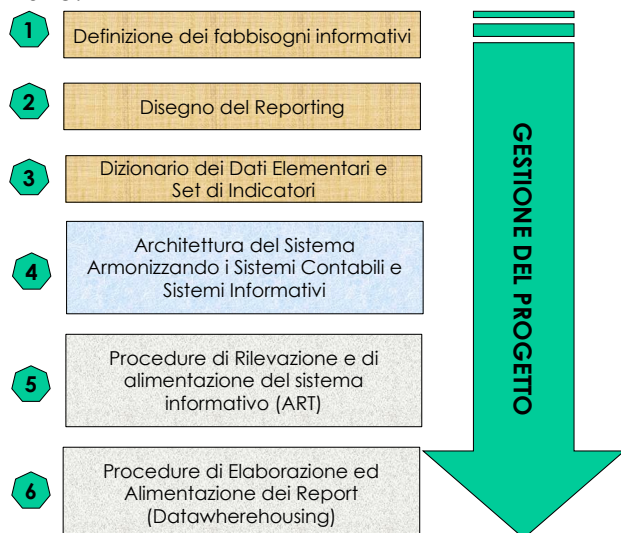 1
Definizione dei fabbisogni informativi
2
Disegno del Reporting
3
Dizionario dei Dati Elementari e
Set di Indicatori
4
Architettura del Sistema
Armonizzando i Sistemi Contabili e
Sistemi Informativi
5
Procedure di Rilevazione e di
alimentazione del sistema
informativo (ART)
6
Procedure di Elaborazione ed
Alimentazione dei Report
(Datawherehousing)
GESTIONE DEL PROGETTO